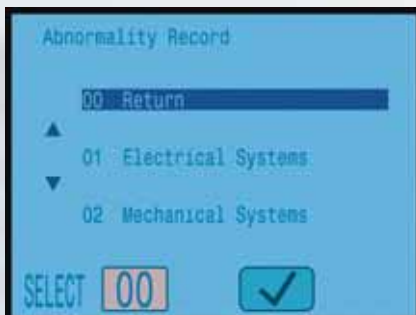 Abnormality Record
00 Return
01 Electrical Systems
02 Mechanical Systems
SELECT 00